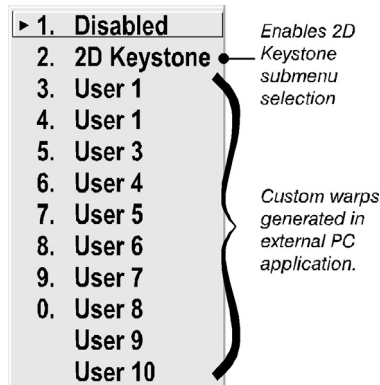 ▸ 1. Disabled
2. 2D Keystone
3. User 1
4. User 1
5. User 3
6. User 4
7. User 5
8. User 6
9. User 7
0. User 8
User 9
User 10
Enables 2D
Keystone
submenu
selection
Custom warps
generated in
external PC
application.